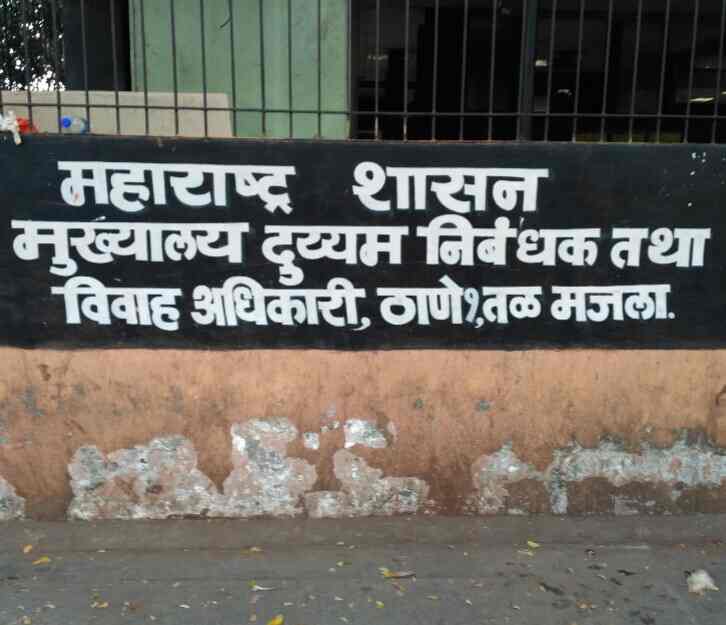 महाराष्ट्र शासन
मुख्यालय दुय्यम निबंधक तथा
विवाह अधिकारी, ठाणे१,तळ मजला.